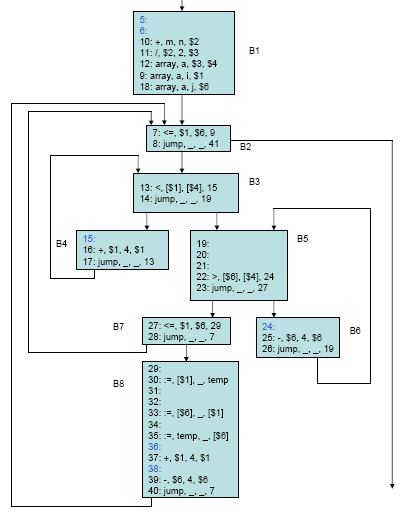 5:
6:
10: +, m, n, $2
11: /, $2, 2, $3
12: array, a, $3, $4
9: array, a, i, $1
18: array, a, j, $6
B1
7: <=, $1, $6, 9
8: jump, _, _, 41
B2
13: <, [$1], [$4], 15
14: jump, _, _, 19
B3
B4
15:
16: +, $1, 4, $1
17: jump, _, _, 13
19:
20:
21:
22: >, [$6], [$4], 24
23: jump, _, _, 27
B5
B7
27: <=, $1, $6, 29
28: jump, _, _, 7
24:
25: -, $6, 4, $6
26: jump, _, _, 19
B6
B8
29:
30: :=, [$1], _, temp
31:
32:
33: :=, [$6], _, [$1]
34:
35: :=, temp, _, [$6]
36:
37: +, $1, 4, $1
38:
39: -, $6, 4, $6
40: jump, _, _, 7